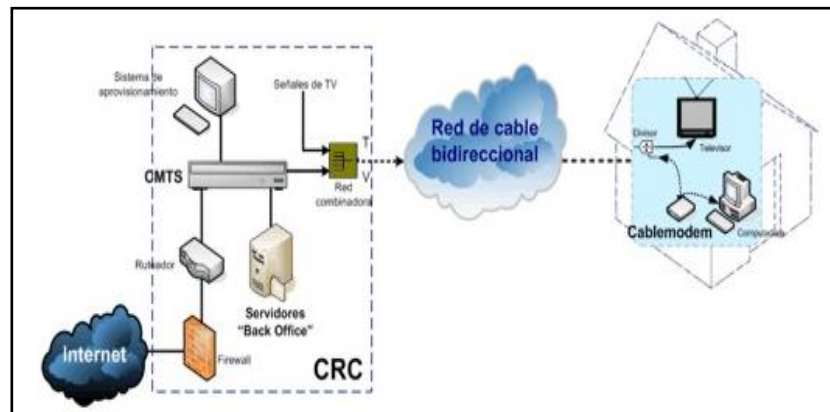 Sistema de
aprovisionamiento
Señales de TV
T
V
CMTS
Red
combinadora
Ruteador
Servidores
"Back Office"
Internet
Firewall
CRC
Red de cable
bidireccional
Divisor
Televisor
Cablemodem
Computadora